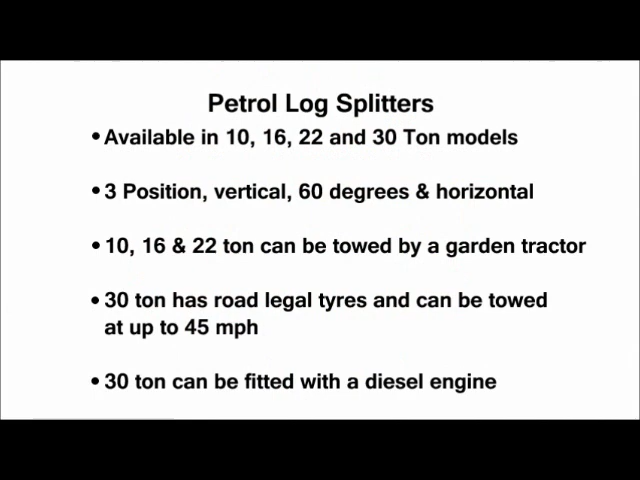 Petrol Log Splitters
• Available in 10, 16, 22 and 30 Ton models
• 3 Position, vertical, 60 degrees & horizontal
• 10, 16 & 22 ton can be towed by a garden tractor
• 30 ton has road legal tyres and can be towed
at up to 45 mph
• 30 ton can be fitted with a diesel engine